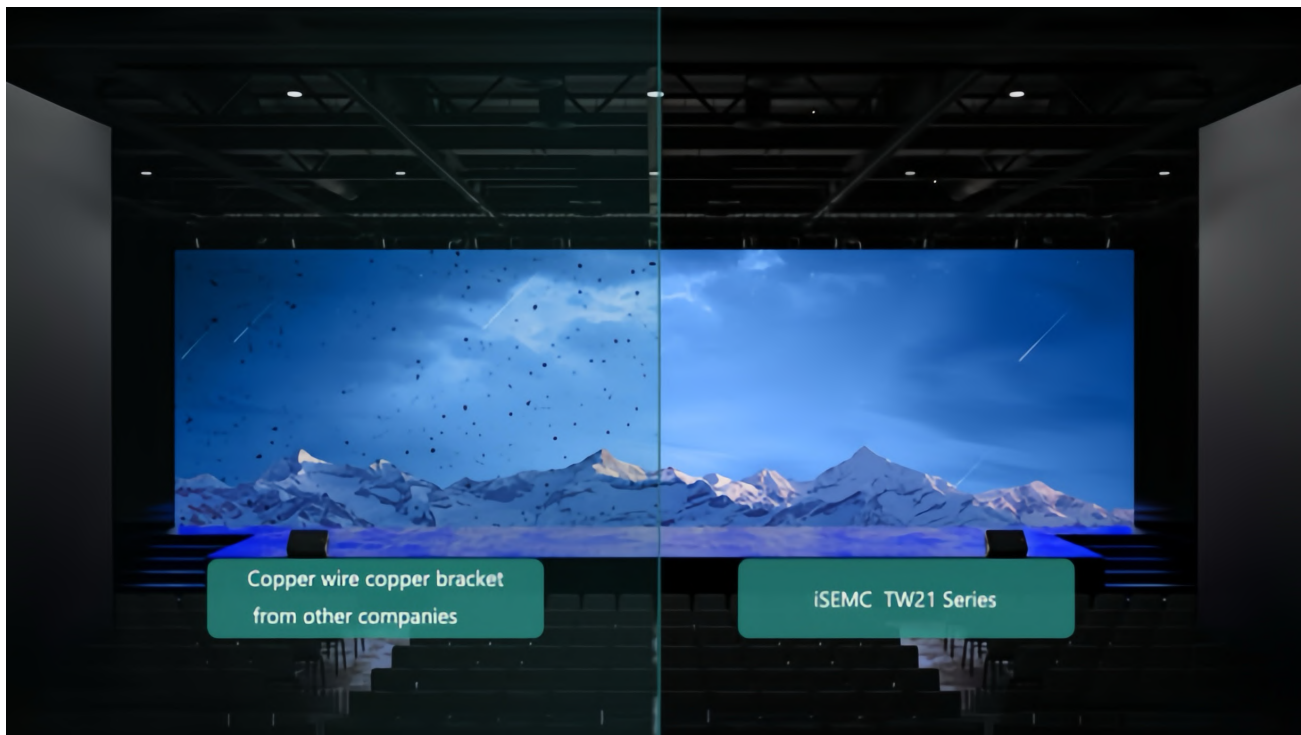 Copper wire copper bracket
from other companies
iSEMC TW21 Series